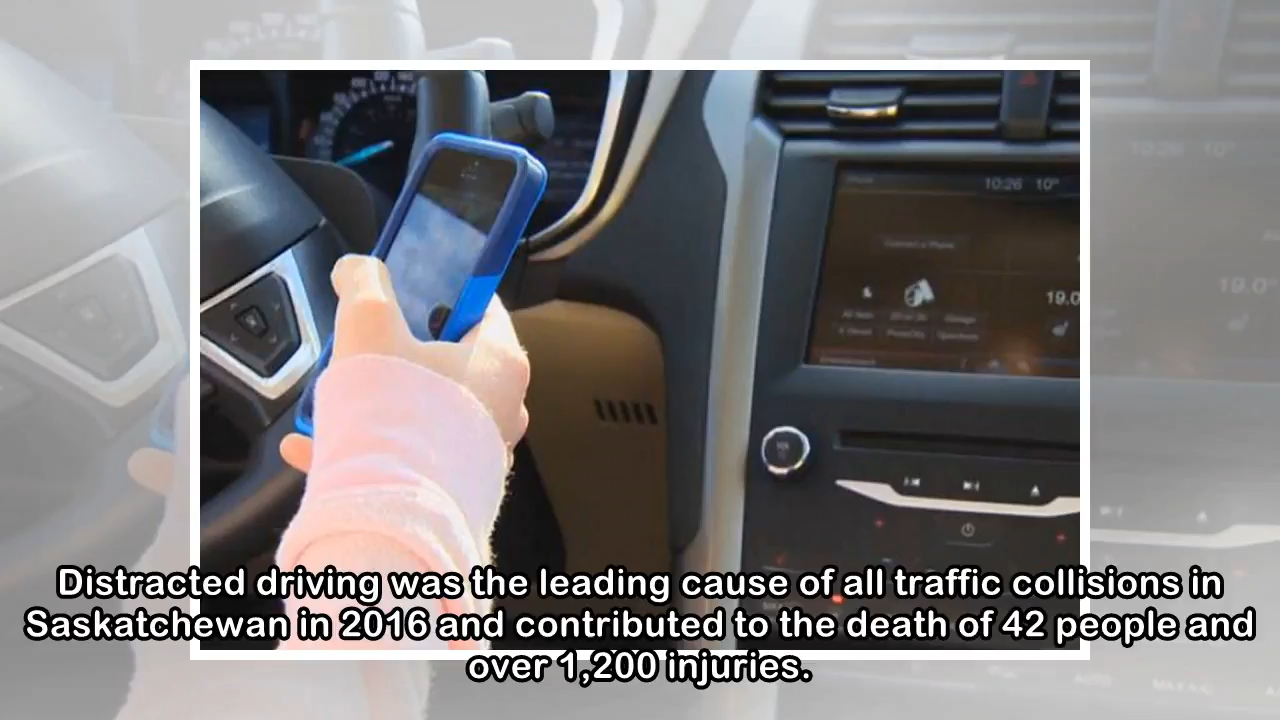 10:26 10°
19.0
Distracted driving was the leading cause of all traffic collisions in
Saskatchewan in 2016 and contributed to the death of 42 people and
over 1,200 injuries.